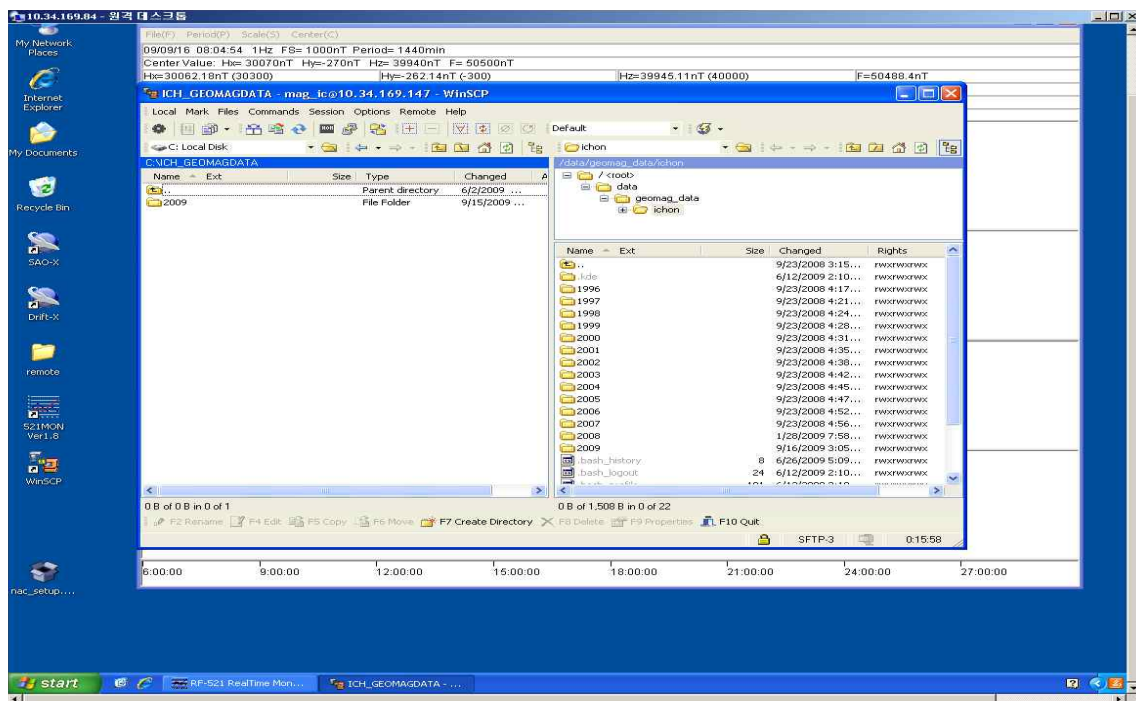 10.34.169.84 - 원격 데스크톱
My Network Places
Internet Explorer
My Documents
Recycle Bin
SAO-X
Drift-X
remote
521MON Ver1.8
WinSCP
nac_setup....
File(F) Period(P) Scale(S) Center(C)
09/09/16 08:04:54 1Hz FS= 1000nT Period= 1440min
Center Value: Hx= 30070nT Hy=-270nT Hz= 39940nT F= 50500nT
Hx=30062.18nT (30300) Hy=-262.14nT (-300) Hz=39945.11nT (40000) F=50488.4nT
ICH_GEOMAGDATA - mag_ic@10.34.169.147 - WinSCP
Local Mark Files Commands Session Options Remote Help
Default
C: Local Disk
ichon
C:\ICH_GEOMAGDATA
Name Ext Size Type Changed A
.. Parent directory 6/2/2009 ...
2009 File Folder 9/15/2009 ...
/data/geomag_data/ichon
/ <root>
data
geomag_data
ichon
Name Ext Size Changed Rights
.. 9/23/2008 3:15... rwxrwxrwx
.kde 6/12/2009 2:10... rwxrwxrwx
1996 9/23/2008 4:17... rwxrwxrwx
1997 9/23/2008 4:21... rwxrwxrwx
1998 9/23/2008 4:24... rwxrwxrwx
1999 9/23/2008 4:28... rwxrwxrwx
2000 9/23/2008 4:31... rwxrwxrwx
2001 9/23/2008 4:35... rwxrwxrwx
2002 9/23/2008 4:38... rwxrwxrwx
2003 9/23/2008 4:42... rwxrwxrwx
2004 9/23/2008 4:45... rwxrwxrwx
2005 9/23/2008 4:47... rwxrwxrwx
2006 9/23/2008 4:52... rwxrwxrwx
2007 9/23/2008 4:56... rwxrwxrwx
2008 1/28/2009 7:58... rwxrwxrwx
2009 9/16/2009 3:05... rwxrwxrwx
.bash_history 8 6/26/2009 5:09... rwxrwxrwx
.bash_logout 24 6/12/2009 2:10... rwxrwxrwx
0 B of 0 B in 0 of 1
0 B of 1,508 B in 0 of 22
F2 Rename F4 Edit F5 Copy F6 Move F7 Create Directory F8 Delete F9 Properties F10 Quit
SFTP-3 0:15:58
6:00:00 9:00:00 12:00:00 15:00:00 18:00:00 21:00:00 24:00:00 27:00:00
start RF-521 RealTime Mon... ICH_GEOMAGDATA - ...